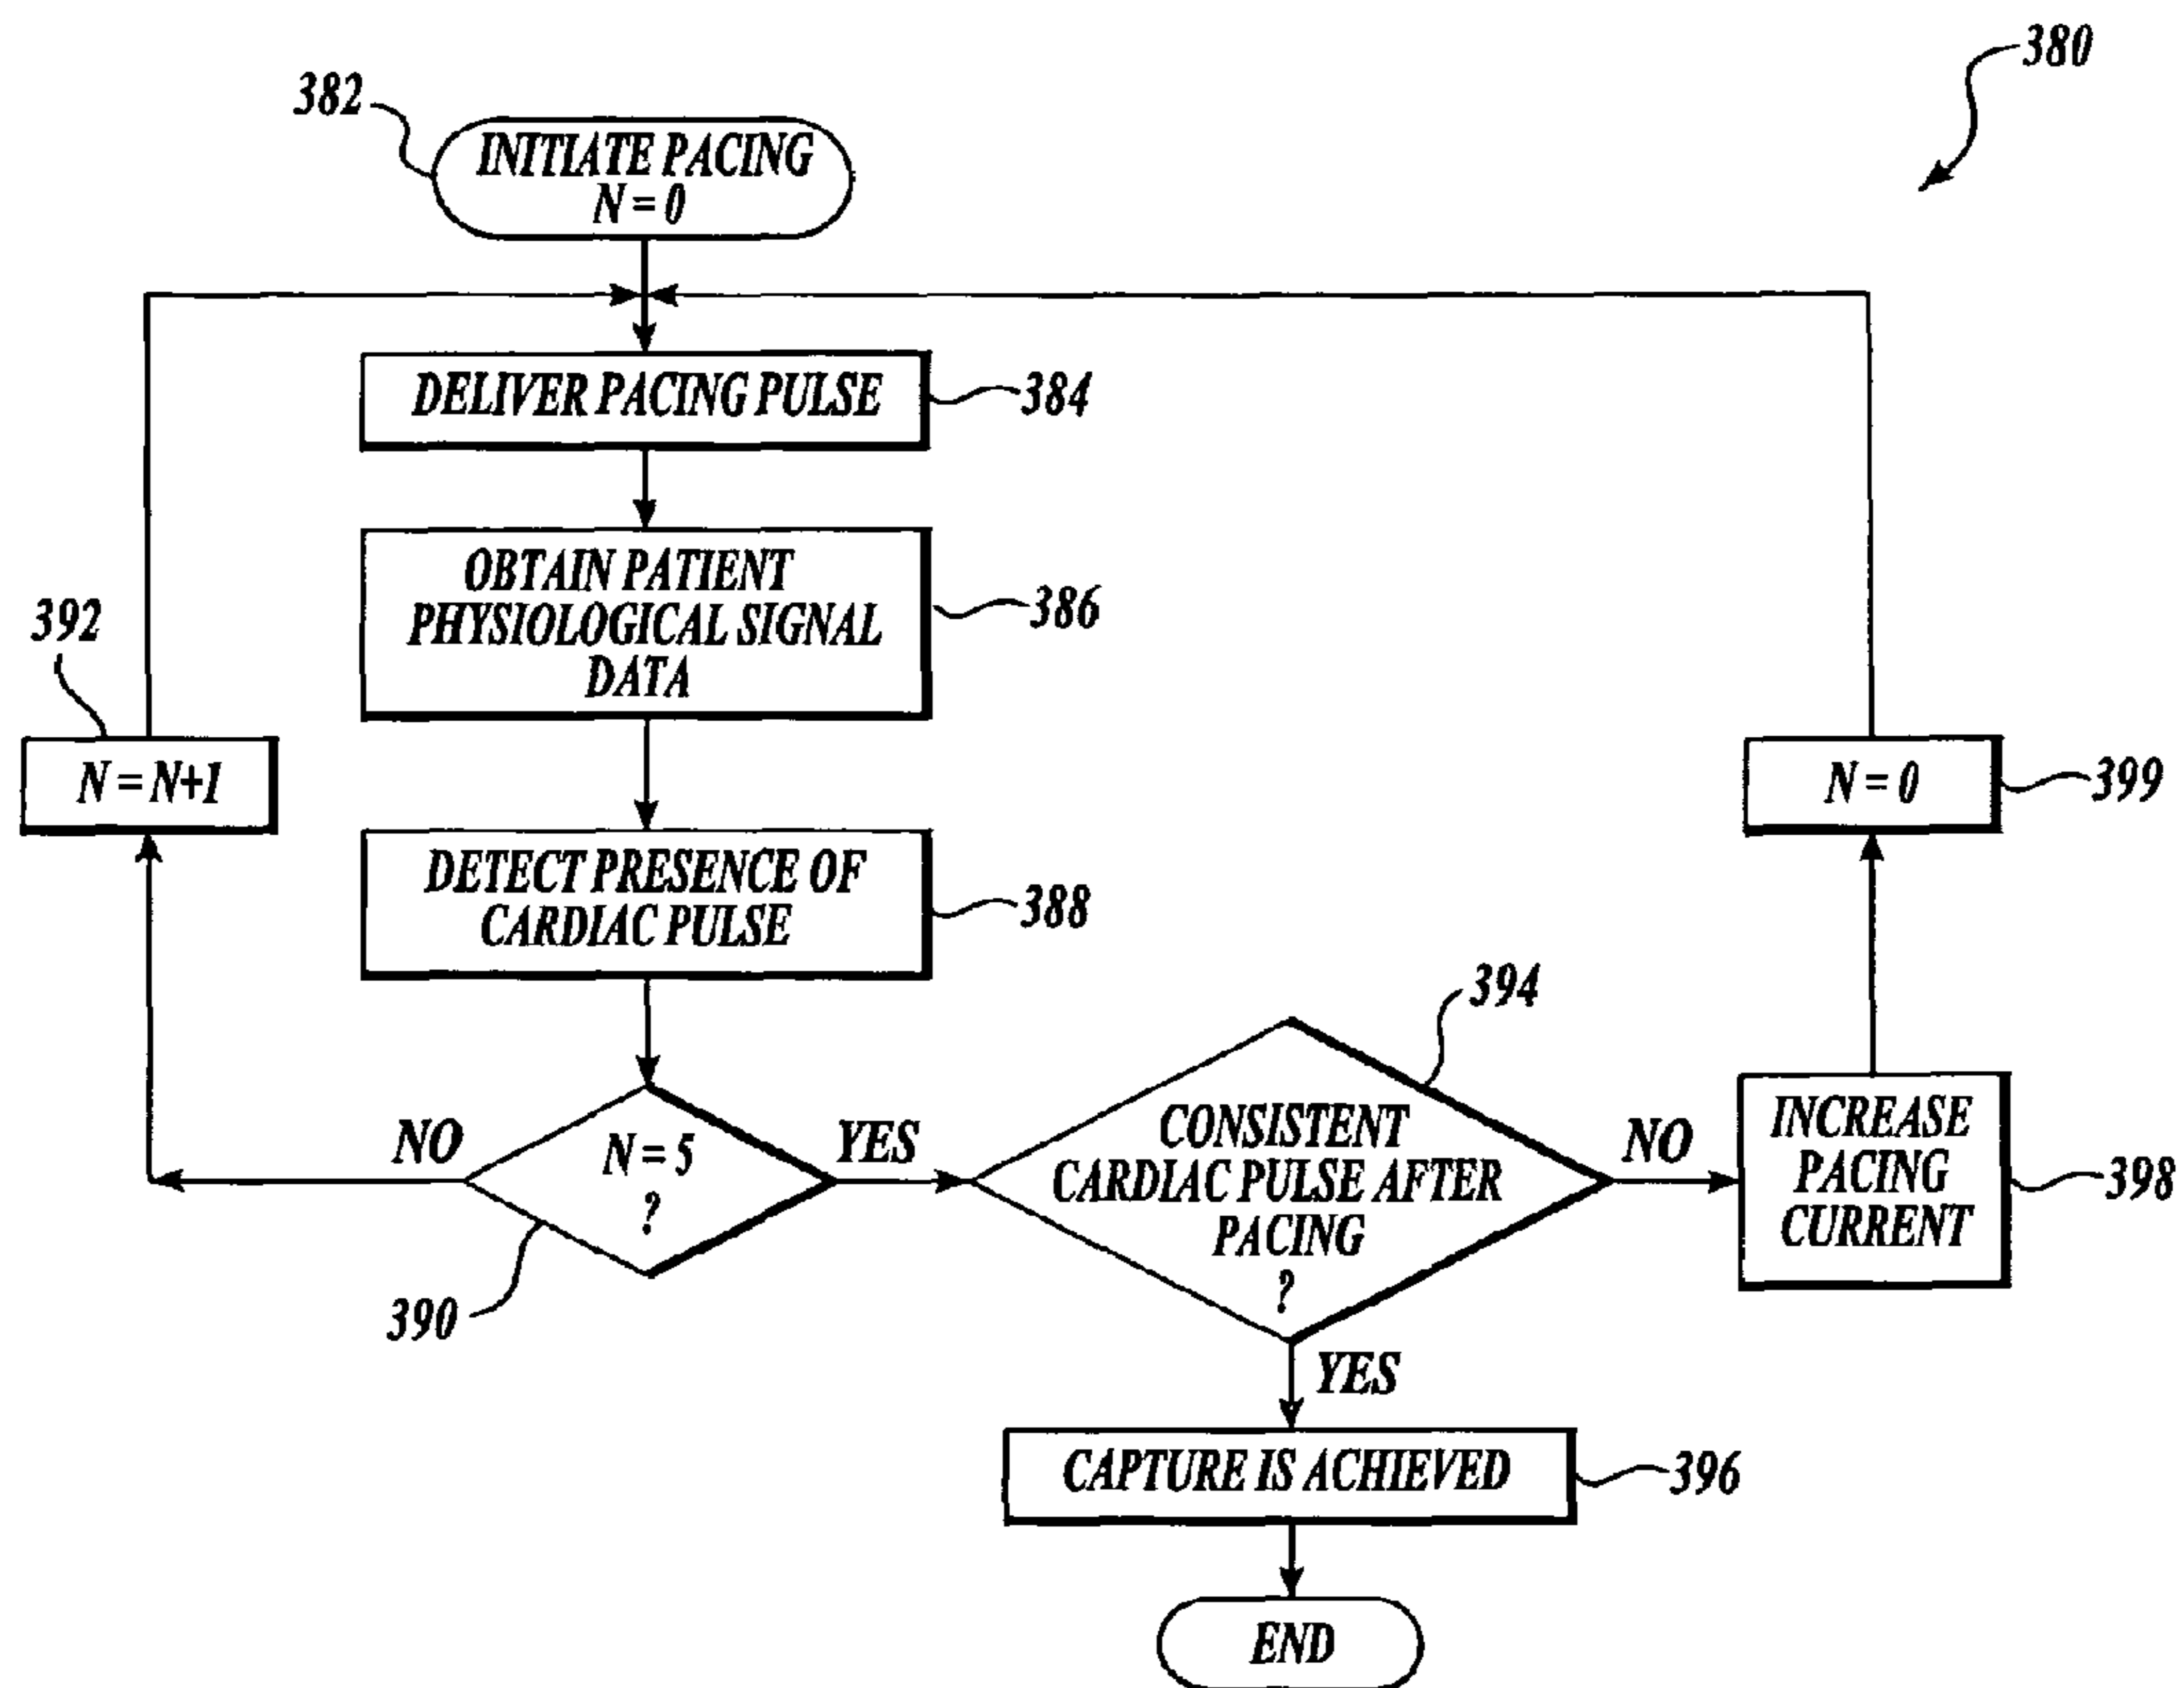 380
382
INITIATE PACING
N = 0
DELIVER PACING PULSE
384
OBTAIN PATIENT
PHYSIOLOGICAL SIGNAL
DATA
386
392
N = N+1
N = 0
399
DETECT PRESENCE OF
CARDIAC PULSE
388
394
NO
N = 5
?
YES
390
CONSISTENT
CARDIAC PULSE AFTER
PACING
?
NO
INCREASE
PACING
CURRENT
398
YES
CAPTURE IS ACHIEVED
396
END